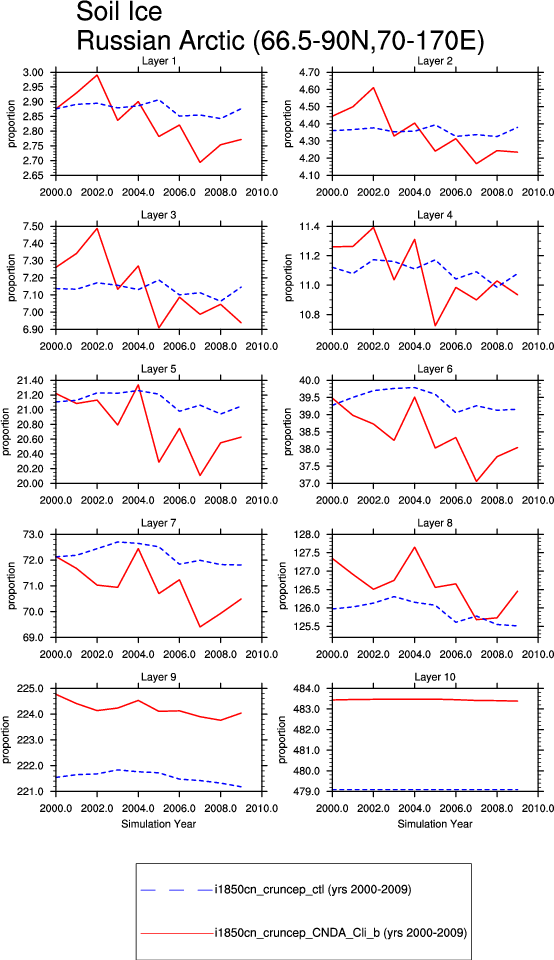 Soil Ice
Russian Arctic (66.5-90N,70-170E)
Layer 1
3.00
2.95
2.90
2.85
2.80
2.75
2.70
2.65
proportion
2000.0 2002.0 2004.0 2006.0 2008.0 2010.0
Layer 2
4.70
4.60
4.50
4.40
4.30
4.20
4.10
proportion
2000.0 2002.0 2004.0 2006.0 2008.0 2010.0
Layer 3
7.50
7.40
7.30
7.20
7.10
7.00
6.90
proportion
2000.0 2002.0 2004.0 2006.0 2008.0 2010.0
Layer 4
11.4
11.2
11.0
10.8
proportion
2000.0 2002.0 2004.0 2006.0 2008.0 2010.0
Layer 5
21.40
21.20
21.00
20.80
20.60
20.40
20.20
20.00
proportion
2000.0 2002.0 2004.0 2006.0 2008.0 2010.0
Layer 6
40.0
39.5
39.0
38.5
38.0
37.5
37.0
proportion
2000.0 2002.0 2004.0 2006.0 2008.0 2010.0
Layer 7
73.0
72.0
71.0
70.0
69.0
proportion
2000.0 2002.0 2004.0 2006.0 2008.0 2010.0
Layer 8
128.0
127.5
127.0
126.5
126.0
125.5
proportion
2000.0 2002.0 2004.0 2006.0 2008.0 2010.0
Layer 9
225.0
224.0
223.0
222.0
221.0
proportion
2000.0 2002.0 2004.0 2006.0 2008.0 2010.0
Simulation Year
Layer 10
484.0
483.0
482.0
481.0
480.0
479.0
proportion
2000.0 2002.0 2004.0 2006.0 2008.0 2010.0
Simulation Year
i1850cn_cruncep_ctl (yrs 2000-2009)
i1850cn_cruncep_CNDA_Cli_b (yrs 2000-2009)